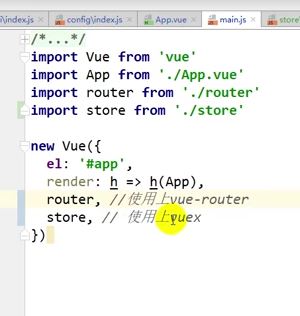 i\index.js config\index.js App.vue main.js store
/*...*/
import Vue from 'vue'
import App from './App.vue'
import router from './router'
import store from './store'
new Vue({
el: '#app',
render: h => h(App),
router, //使用上vue-router
store, // 使用上vuex
})